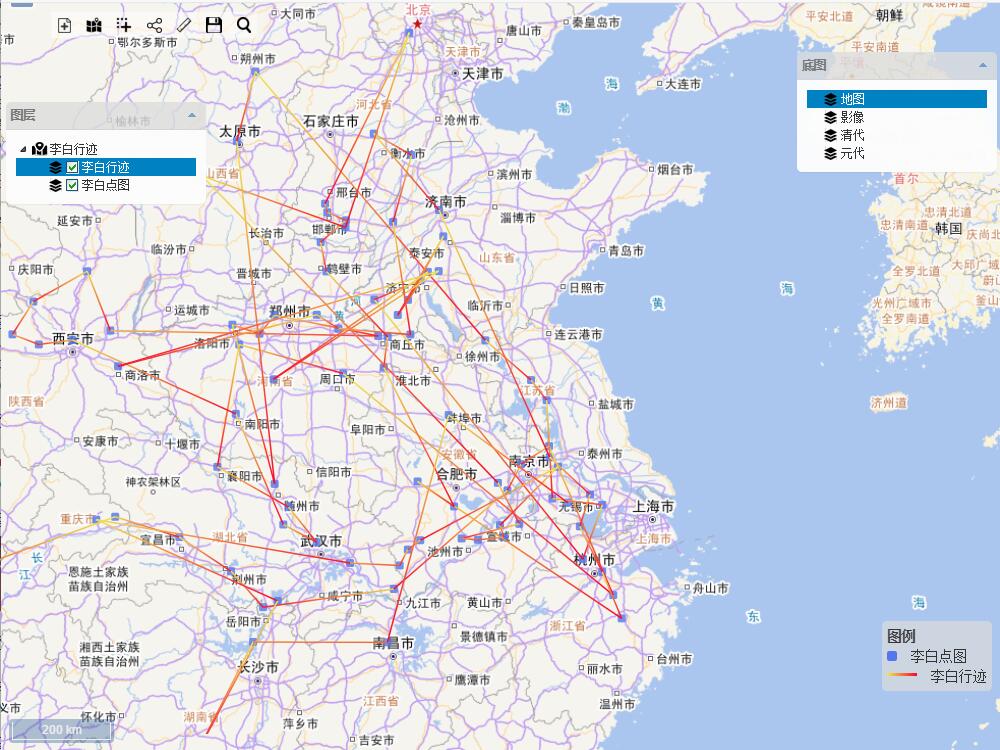 北京
大同市
秦皇岛市
平安北道
朝鲜
鄂尔多斯市
唐山市
天津市
平安南道
朔州市
天津市
底图
海
大连市
河北省
地图
图层
渤
影像
榆林市
石家庄市
沧州市
清代
太原市
元代
李白行迹
衡水市
李白行迹
山西省
滨州市
烟台市
首尔
李白点图
邢台市
济南市
忠清北道
延安市
淄博市
忠清南道
韩国
长治市
邯郸市
庆尚北
临汾市
泰安市
山东省
青岛市
庆阳市
晋城市
鹤壁市
全罗北道
大邱广域
济宁市
日照市
海
黄
河
黄
光州广域市
釜山
运城市
郑州市
临沂市
全罗南道
西安市
洛阳市
商丘市
连云港市
徐州市
商洛市
河南省
周口市
淮北市
江苏省
陕西省
盐城市
济州道
南阳市
蚌埠市
阜阳市
安康市
十堰市
安徽省
泰州市
南京市
神农架林区
襄阳市
信阳市
合肥市
随州市
无锡市
上海市
重庆市
宜昌市
湖北省
武汉市
宣城市
上海市
长
池州市
杭州市
江
恩施土家族
苗族自治州
荆州市
舟山市
咸宁市
九江市
黄山市
海
岳阳市
东
浙江省
湘西土家族
苗族自治州
南昌市
景德镇市
图例
长沙市
台州市
李白点图
丽水市
李白行迹
鹰潭市
江西省
温州市
怀化市
湖南省
萍乡市
200 km
吉安市